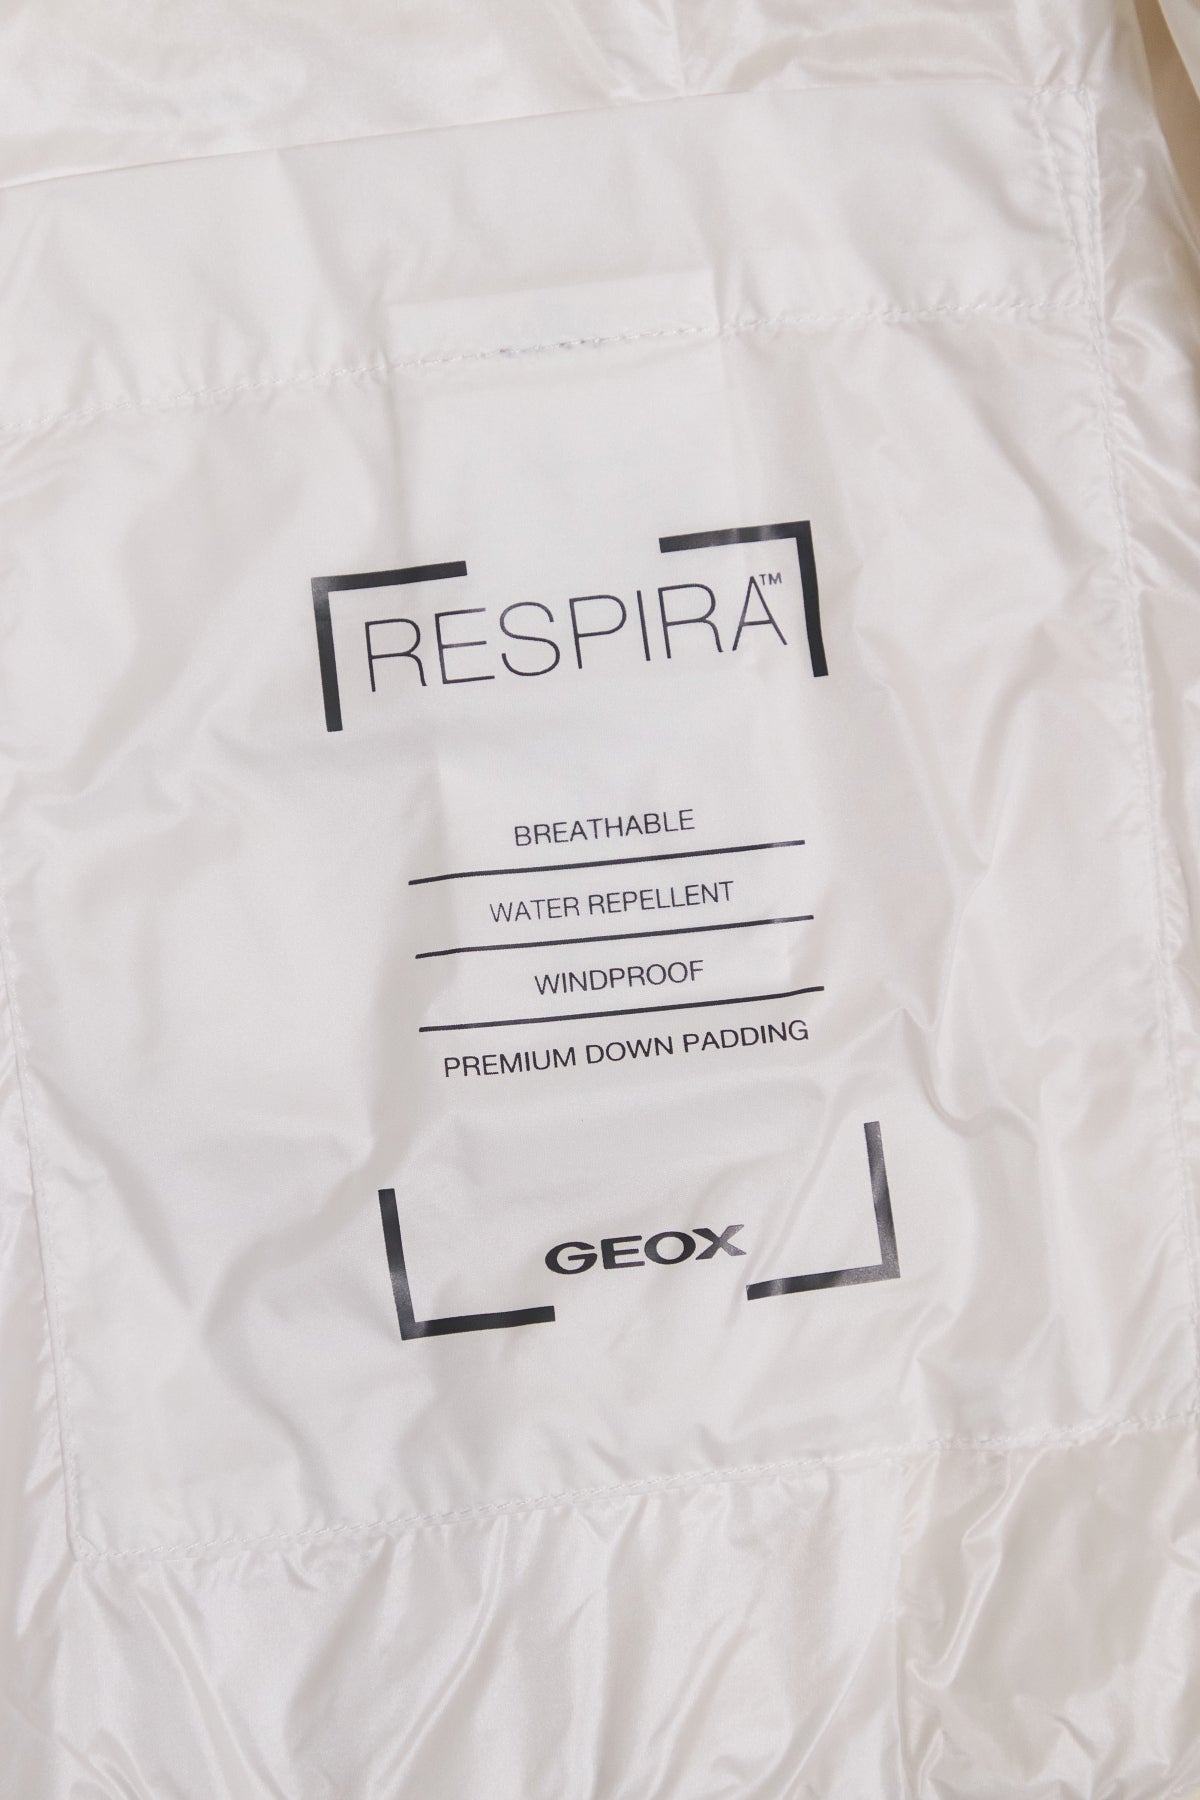 RESPIRA™
BREATHABLE
WATER REPELLENT
WINDPROOF
PREMIUM DOWN PADDING
GEOX